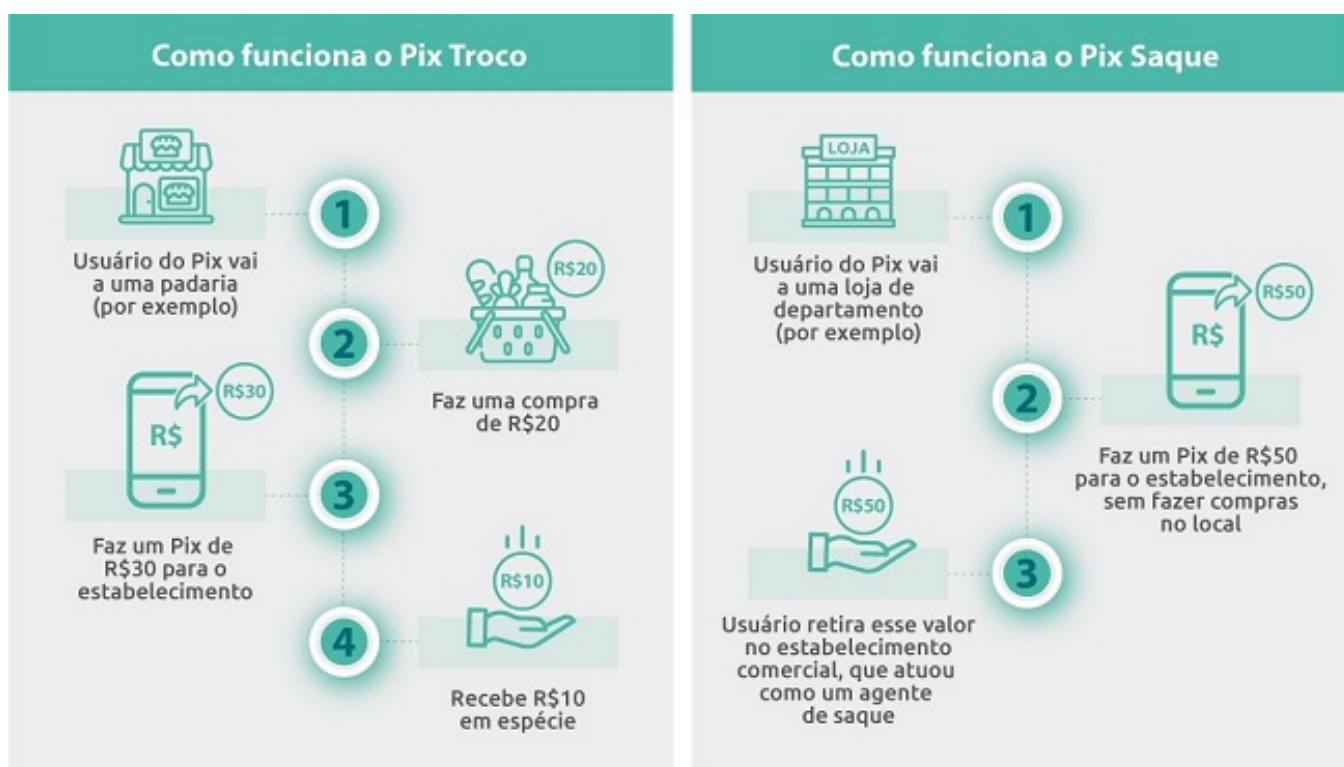 Como funciona o Pix Troco
1
Usuário do Pix vai
a uma padaria
(por exemplo)
2
R$20
Faz uma compra
de R$20
R$
R$30
3
Faz um Pix de
R$30 para o
estabelecimento
4
R$10
Recebe R$10
em espécie
Como funciona o Pix Saque
LOJA
1
Usuário do Pix vai
a uma loja de
departamento
(por exemplo)
2
R$
R$50
Faz um Pix de R$50
para o estabelecimento,
sem fazer compras
no local
R$50
3
Usuário retira esse valor
no estabelecimento
comercial, que atuou
como um agente
de saque